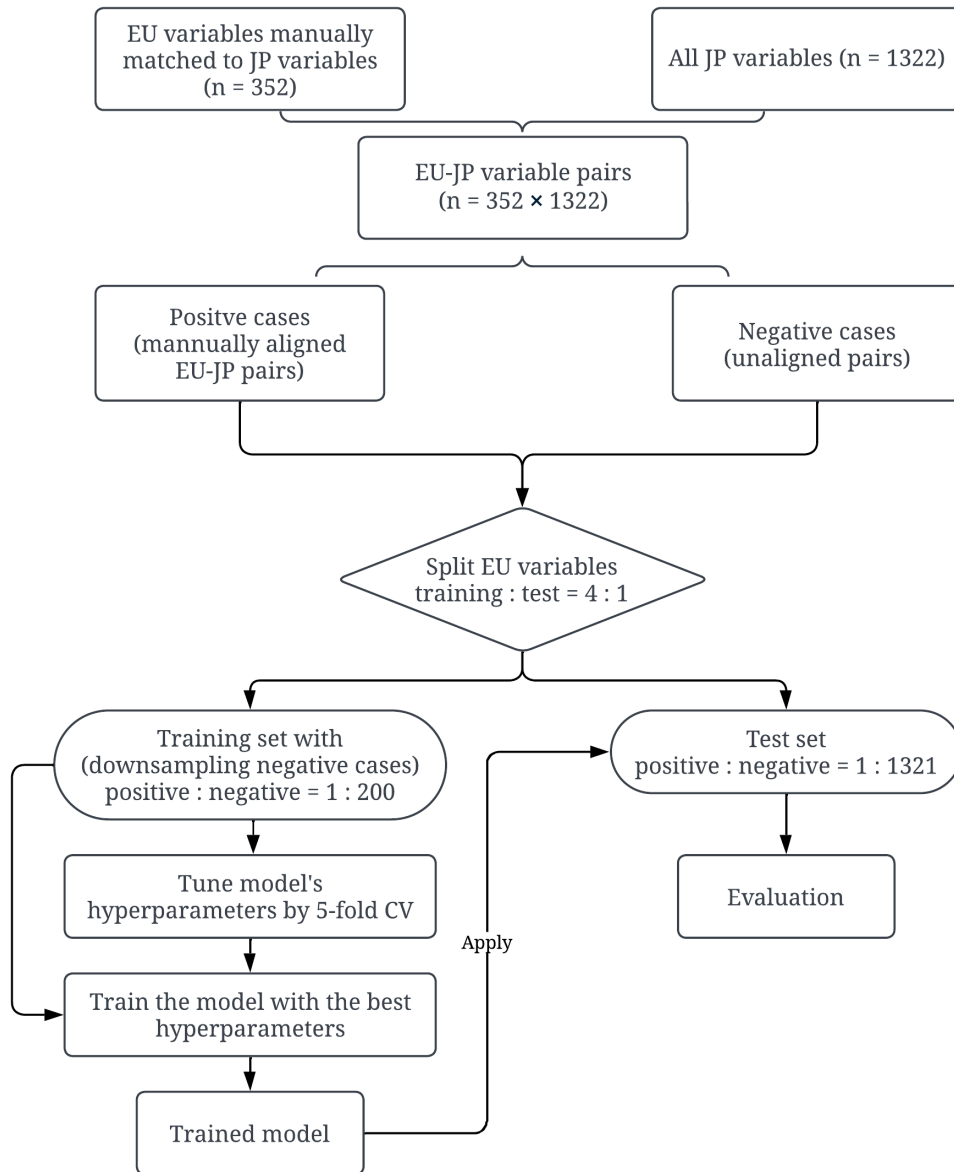 EU variables manually
matched to JP variables
(n = 352)
All JP variables (n = 1322)
EU-JP variable pairs
(n = 352 × 1322)
Positve cases
(mannually aligned
EU-JP pairs)
Negative cases
(unaligned pairs)
Split EU variables
training : test = 4 : 1
Training set with
(downsampling negative cases)
positive : negative = 1 : 200
Test set
positive : negative = 1 : 1321
Tune model's
hyperparameters by 5-fold CV
Evaluation
Apply
Train the model with the best
hyperparameters
Trained model